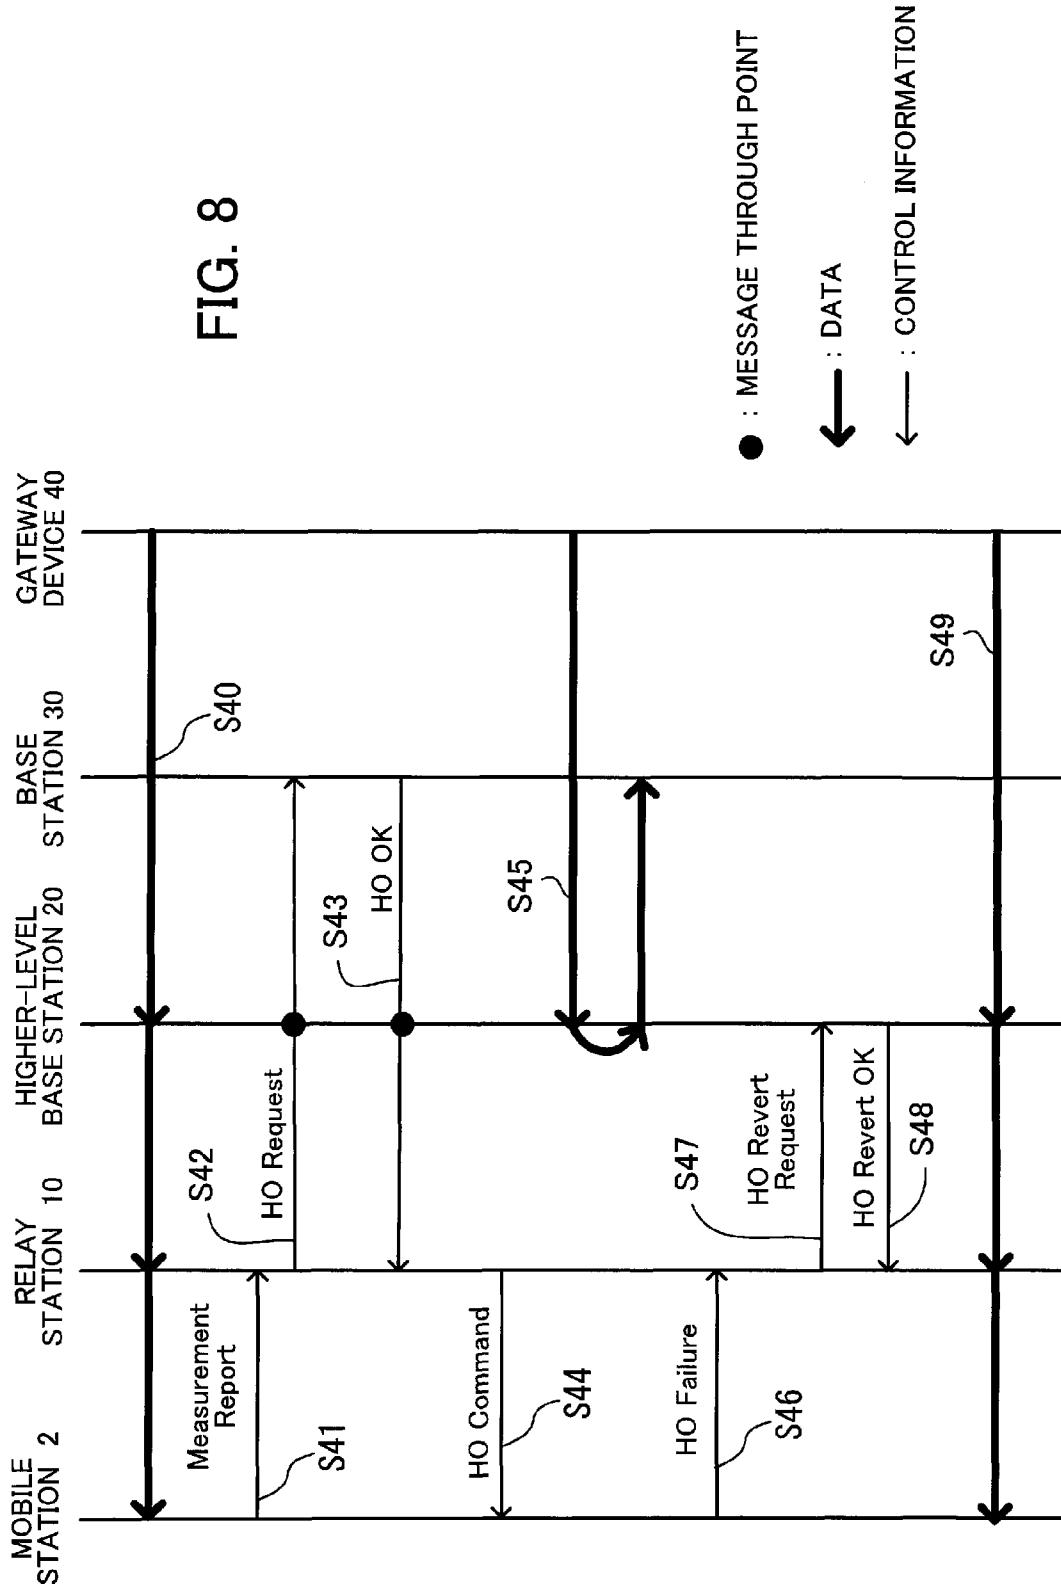 FIG. 8
MOBILE
STATION 2
RELAY
STATION 10
HIGHER-LEVEL
BASE STATION 20
BASE
STATION 30
GATEWAY
DEVICE 40
S40
Measurement
Report
S41
S42
HO Request
S43
HO OK
HO Command
S44
S45
HO Failure
S46
S47
HO Revert
Request
HO Revert OK
S48
S49
: MESSAGE THROUGH POINT
: DATA
: CONTROL INFORMATION